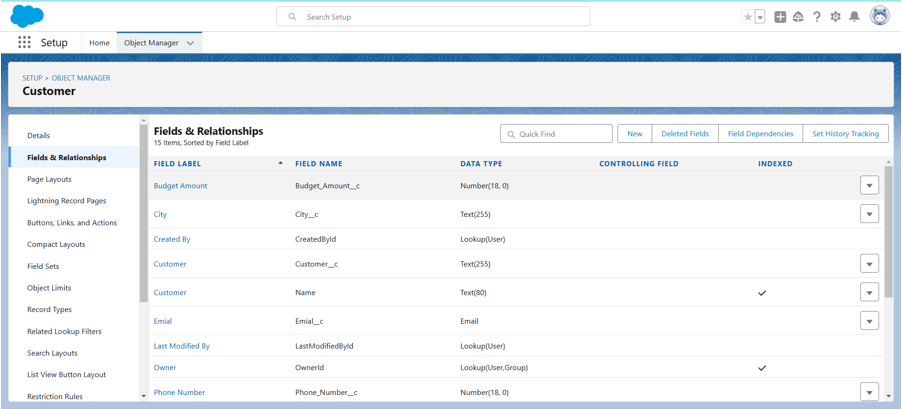 Search Setup
Setup Home Object Manager
SETUP > OBJECT MANAGER
Customer
Details
Fields & Relationships
Page Layouts
Lightning Record Pages
Buttons, Links, and Actions
Compact Layouts
Field Sets
Object Limits
Record Types
Related Lookup Filters
Search Layouts
List View Button Layout
Restriction Rules
Fields & Relationships
15 Items, Sorted by Field Label
Quick Find New Deleted Fields Field Dependencies Set History Tracking
FIELD LABEL FIELD NAME DATA TYPE CONTROLLING FIELD INDEXED
Budget Amount Budget_Amount__c Number(18, 0)
City City__c Text(255)
Created By CreatedById Lookup(User)
Customer Customer__c Text(255)
Customer Name Text(80)
Emial Emial__c Email
Last Modified By LastModifiedById Lookup(User)
Owner OwnerId Lookup(User,Group)
Phone Number Phone_Number__c Number(18, 0)